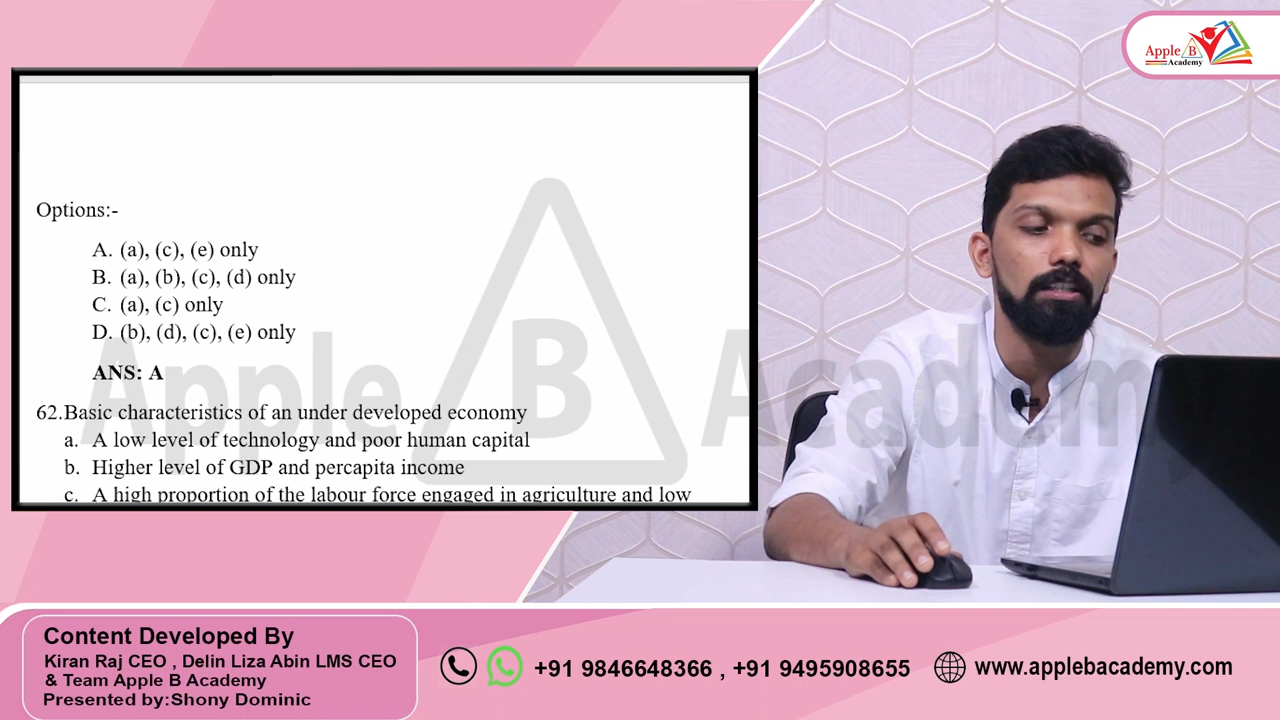 Apple B
Academy
Options:-
A. (a), (c), (e) only
B. (a), (b), (c), (d) only
C. (a), (c) only
D. (b), (d), (c), (e) only
ANS: A
62.Basic characteristics of an under developed economy
a. A low level of technology and poor human capital
b. Higher level of GDP and percapita income
c. A high proportion of the labour force engaged in agriculture and low
Apple B Academy
Content Developed By
Kiran Raj CEO , Delin Liza Abin LMS CEO
& Team Apple B Academy
Presented by:Shony Dominic
+91 9846648366 , +91 9495908655
www.applebacademy.com